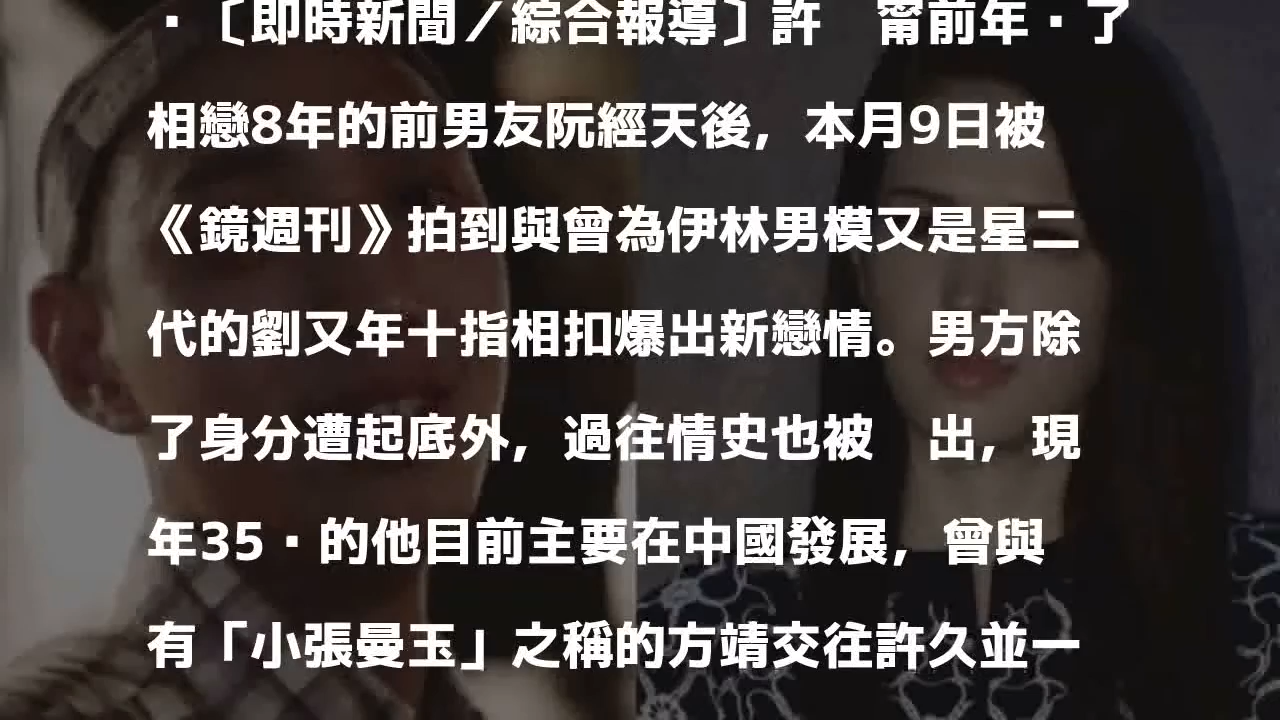 ·〔即時新聞／綜合報導〕許　甯前年·了
相戀8年的前男友阮經天後，本月9日被
《鏡週刊》拍到與曾為伊林男模又是星二
代的劉又年十指相扣爆出新戀情。男方除
了身分遭起底外，過往情史也被　出，現
年35·的他目前主要在中國發展，曾與
有「小張曼玉」之稱的方靖交往許久並一